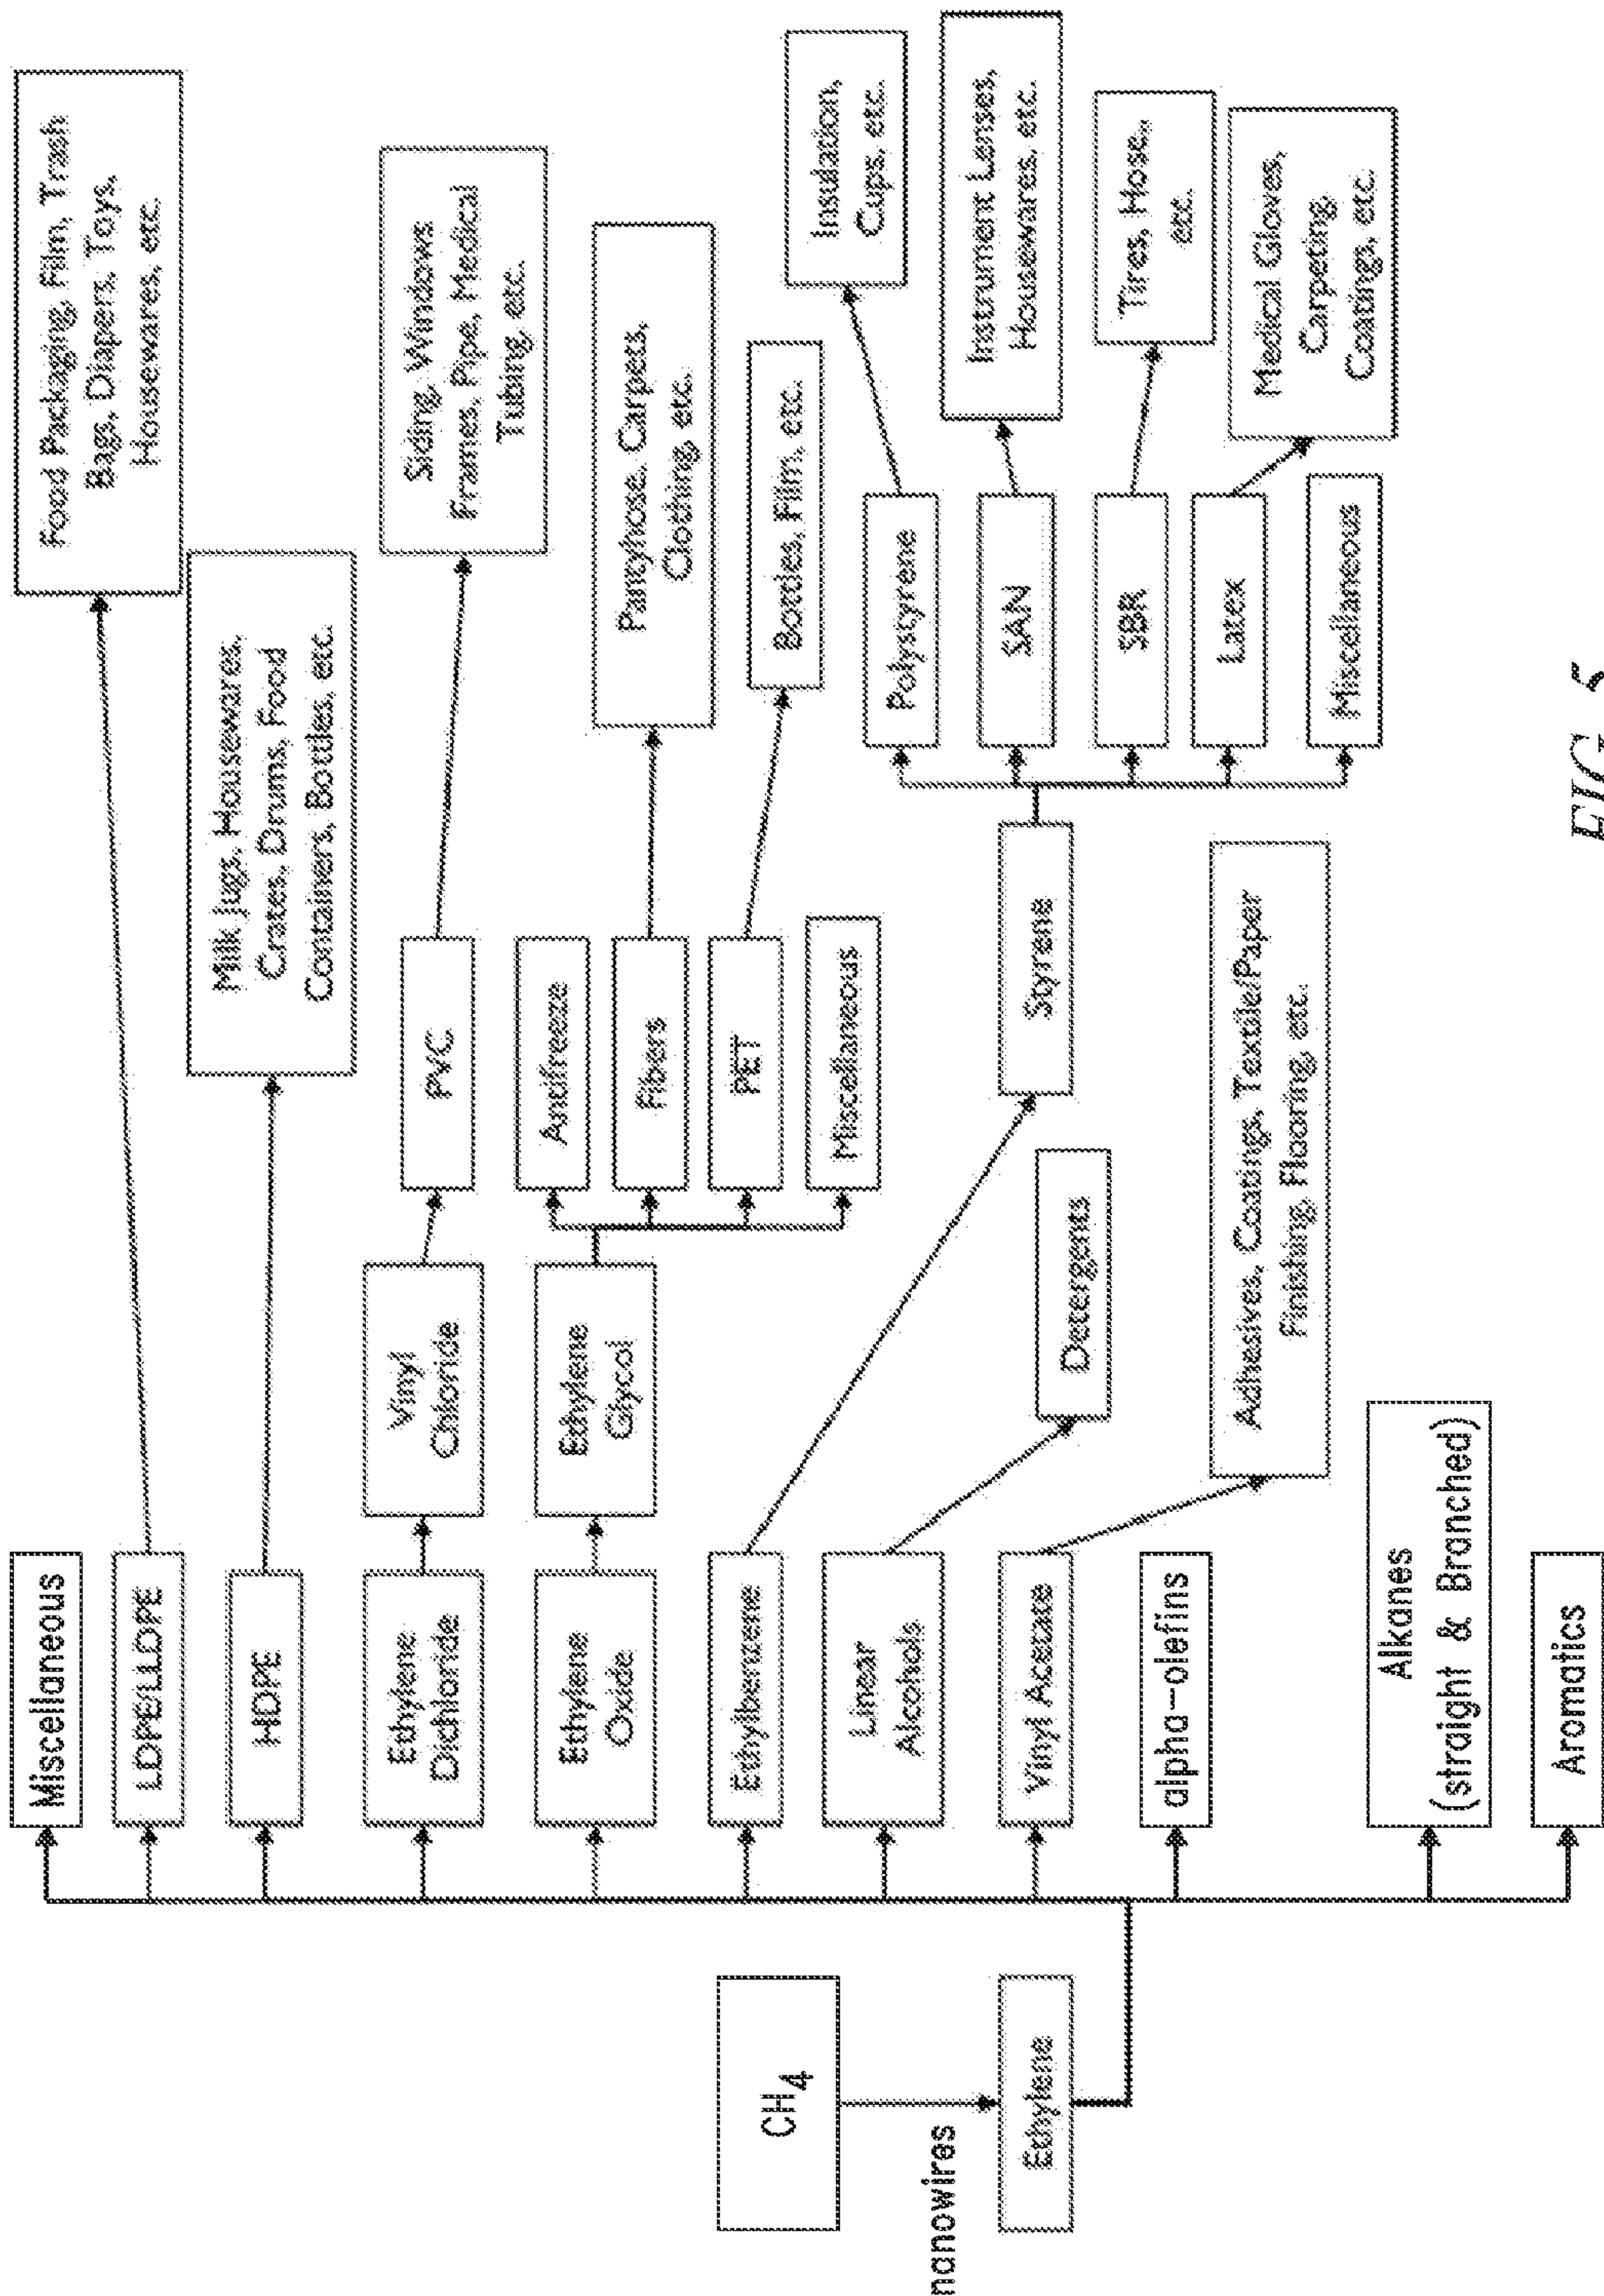 CH4
nanowires
Ethylene
Miscellaneous
LDPE/LLDPE
HDPE
Ethylene
Dichloride
Ethylene
Oxide
Ethylbenzene
Linear
Alcohols
Vinyl Acetate
alpha-olefins
Alkanes
(straight & Branched)
Aromatics
Food Packaging, Film, Trash
Bags, Diapers, Toys,
Housewares, etc.
Milk Jugs, Housewares,
Crates, Drums, Food
Containers, Bottles, etc.
Vinyl
Chloride
PVC
Siding, Windows
Frames, Pipe, Medical
Tubing, etc.
Ethylene
Glycol
Antifreeze
Fibers
Pantyhose, Carpets,
Clothing, etc.
PET
Bottles, Film, etc.
Miscellaneous
Styrene
Polystyrene
Insulation,
Cups, etc.
SAN
Instrument Lenses,
Housewares, etc.
SBR
Tires, Hose,
etc.
Latex
Medical Gloves,
Carpeting,
Coatings, etc.
Miscellaneous
Detergents
Adhesives, Coatings, Textile/Paper
Finishing, Flooring, etc.
FIG. 5